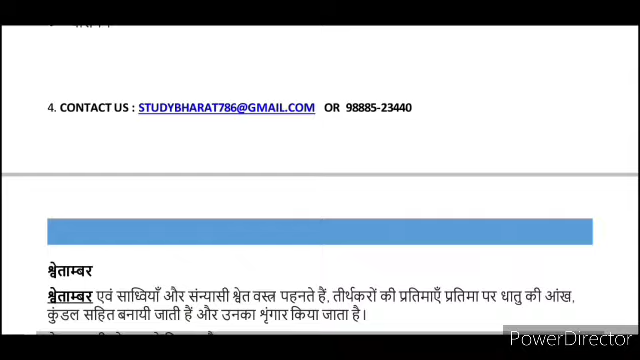 4. CONTACT US : STUDYBHARAT786@GMAIL.COM OR 98885-23440
श्वेताम्बर
श्वेताम्बर एवं साध्वियाँ और संन्यासी श्वेत वस्त्र पहनते हैं, तीर्थकरों की प्रतिमाएँ प्रतिमा पर धातु की आंख,
कुंडल सहित बनायी जाती हैं और उनका शृंगार किया जाता है।
PowerDirector